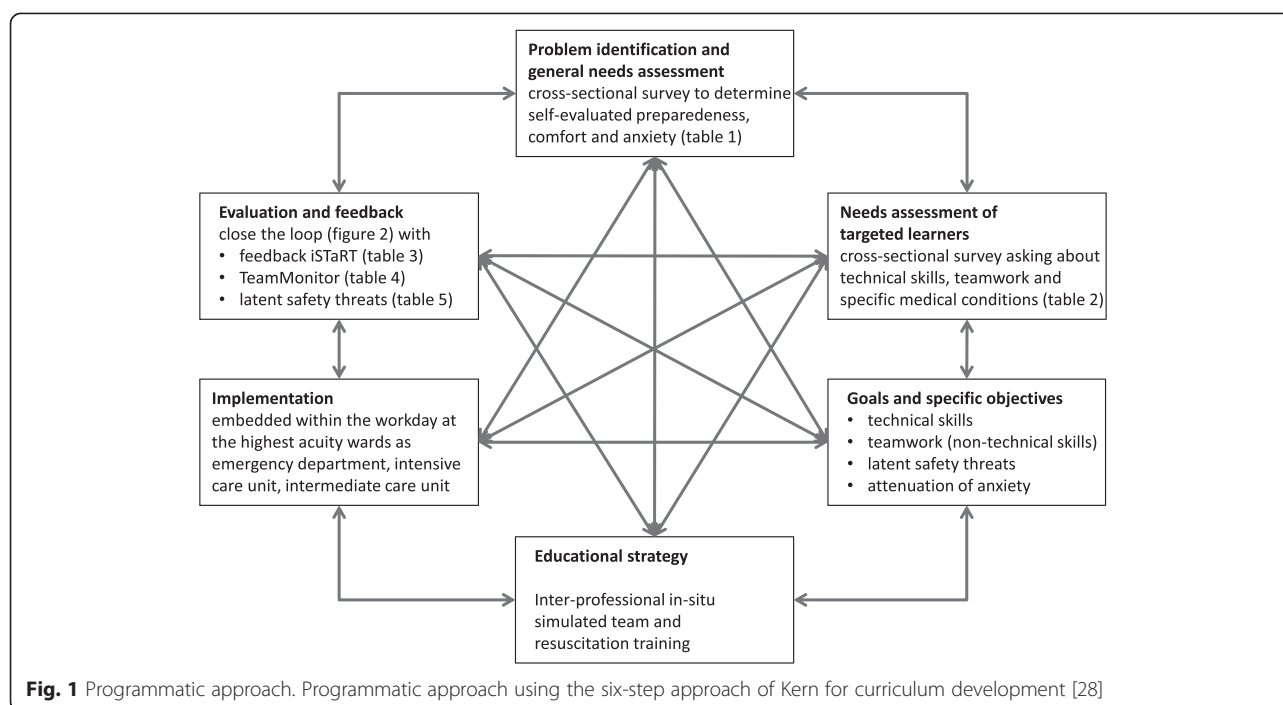 Problem identification and
general needs assessment
cross-sectional survey to determine
self-evaluated preparedeness,
comfort and anxiety (table 1)
Evaluation and feedback
close the loop (figure 2) with
• feedback iSTaRT (table 3)
• TeamMonitor (table 4)
• latent safety threats (table 5)
Needs assessment of
targeted learners
cross-sectional survey asking about
technical skills, teamwork and
specific medical conditions (table 2)
Implementation
embedded within the workday at
the highest acuity wards as
emergency department, intensive
care unit, intermediate care unit
Goals and specific objectives
• technical skills
• teamwork (non-technical skills)
• latent safety threats
• attenuation of anxiety
Educational strategy
Inter-professional in-situ
simulated team and
resuscitation training
Fig. 1 Programmatic approach. Programmatic approach using the six-step approach of Kern for curriculum development [28]